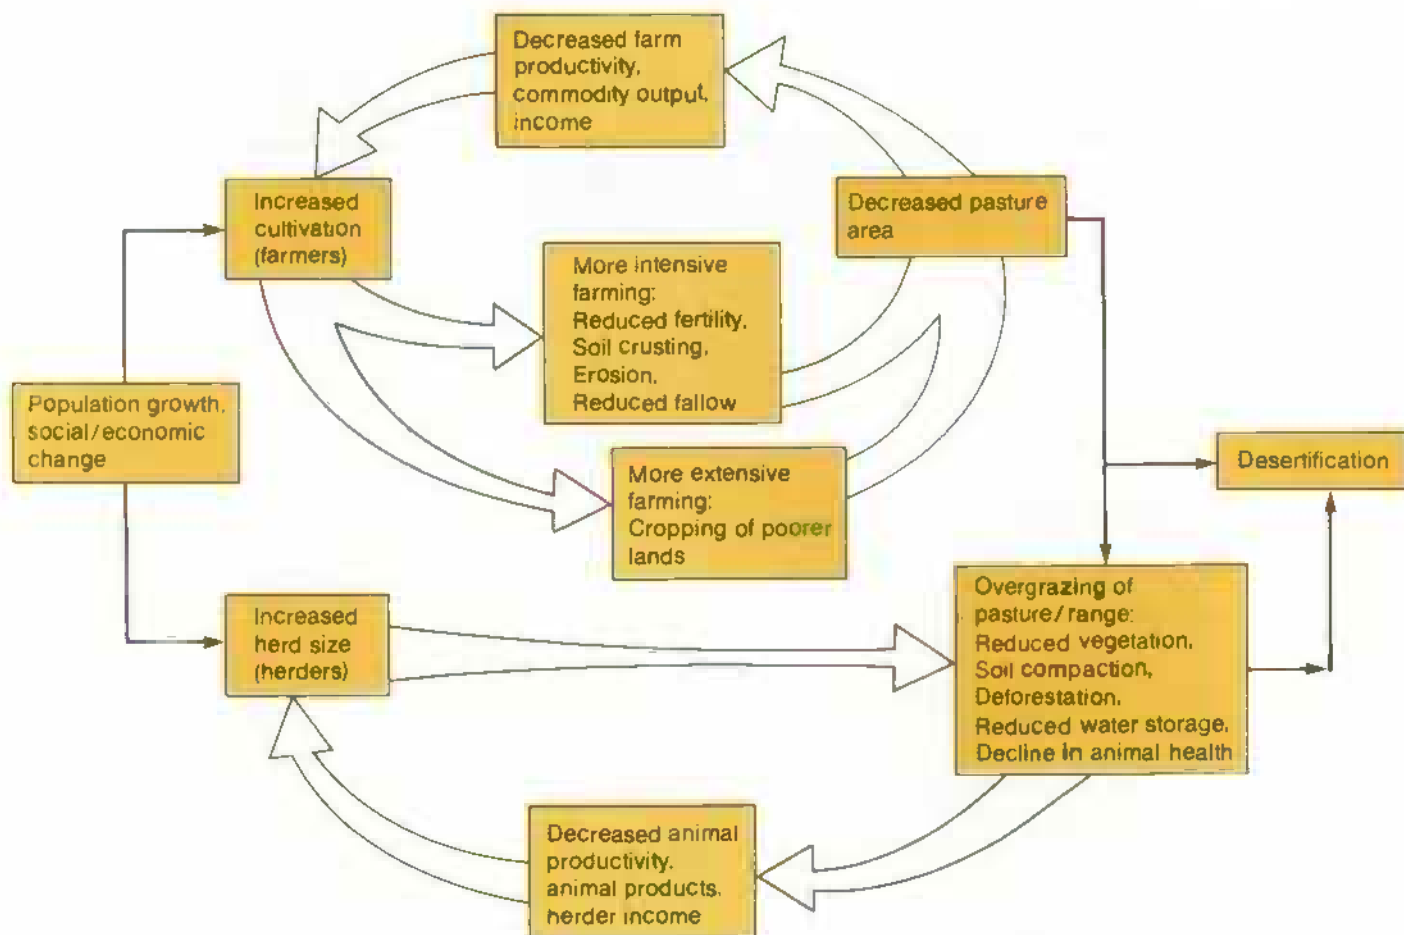 Decreased farm
productivity,
commodity output,
income
Increased
cultivation
(farmers)
Decreased pasture
area
More intensive
farming:
Reduced fertility,
Soil crusting,
Erosion,
Reduced fallow
Population growth,
social/economic
change
More extensive
farming:
Cropping of poorer
lands
Desertification
Increased
herd size
(herders)
Overgrazing of
pasture/range:
Reduced vegetation,
Soil compaction,
Deforestation,
Reduced water storage,
Decline in animal health
Decreased animal
productivity,
animal products,
herder income